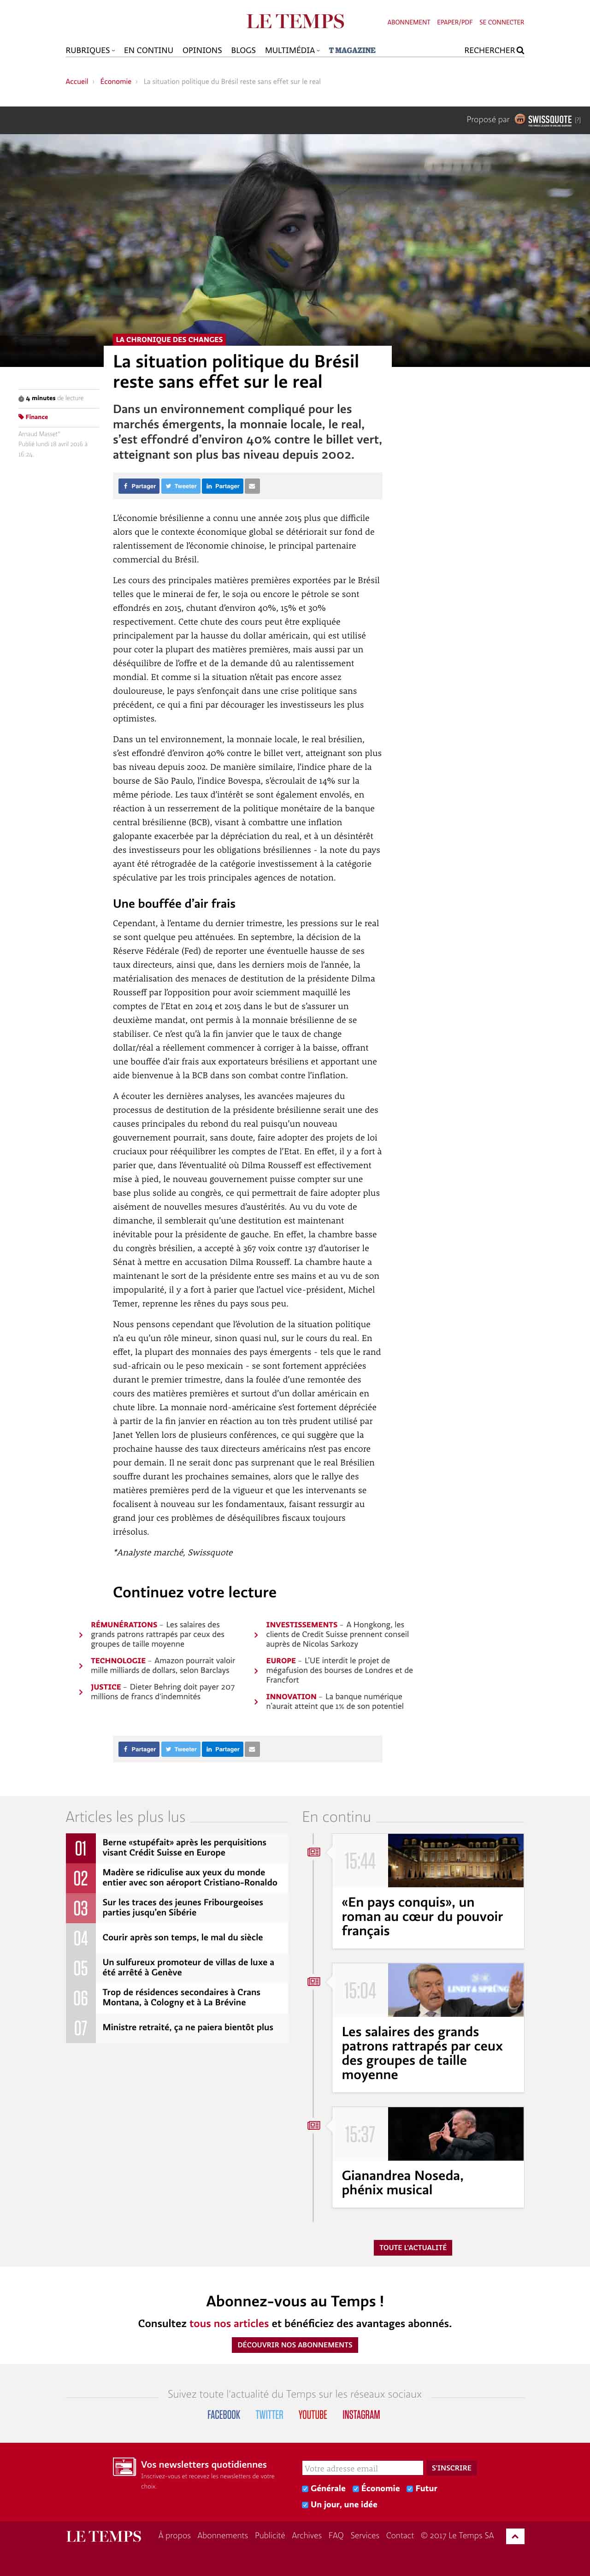 LE TEMPS
ABONNEMENT EPAPER/PDF SE CONNECTER
RUBRIQUES EN CONTINU OPINIONS BLOGS MULTIMÉDIA T MAGAZINE RECHERCHER
Accueil › Économie › La situation politique du Brésil reste sans effet sur le real
Proposé par SWISSQUOTE [?]
LA CHRONIQUE DES CHANGES
La situation politique du Brésil
reste sans effet sur le real
4 minutes de lecture
Finance
Arnaud Masset*
Publié lundi 18 avril 2016 à
16:24.
Dans un environnement compliqué pour les
marchés émergents, la monnaie locale, le real,
s’est effondré d’environ 40% contre le billet vert,
atteignant son plus bas niveau depuis 2002.
Partager Tweeter Partager
L’économie brésilienne a connu une année 2015 plus que difficile
alors que le contexte économique global se détériorait sur fond de
ralentissement de l’économie chinoise, le principal partenaire
commercial du Brésil.
Les cours des principales matières premières exportées par le Brésil
telles que le minerai de fer, le soja ou encore le pétrole se sont
effondrés en 2015, chutant d’environ 40%, 15% et 30%
respectivement. Cette chute des cours peut être expliquée
principalement par la hausse du dollar américain, qui est utilisé
pour coter la plupart des matières premières, mais aussi par un
déséquilibre de l’offre et de la demande dû au ralentissement
mondial. Et comme si la situation n’était pas encore assez
douloureuse, le pays s’enfonçait dans une crise politique sans
précédent, ce qui a fini par décourager les investisseurs les plus
optimistes.
Dans un tel environnement, la monnaie locale, le real brésilien,
s’est effondré d’environ 40% contre le billet vert, atteignant son plus
bas niveau depuis 2002. De manière similaire, l’indice phare de la
bourse de São Paulo, l’indice Bovespa, s’écroulait de 14% sur la
même période. Les taux d’intérêt se sont également envolés, en
réaction à un resserrement de la politique monétaire de la banque
central brésilienne (BCB), visant à combattre une inflation
galopante exacerbée par la dépréciation du real, et à un désintérêt
des investisseurs pour les obligations brésiliennes - la note du pays
ayant été rétrogradée de la catégorie investissement à la catégorie
spéculative par les trois principales agences de notation.
Une bouffée d’air frais
Cependant, à l’entame du dernier trimestre, les pressions sur le real
se sont quelque peu atténuées. En septembre, la décision de la
Réserve Fédérale (Fed) de reporter une éventuelle hausse de ses
taux directeurs, ainsi que, dans les derniers mois de l’année, la
matérialisation des menaces de destitution de la présidente Dilma
Rousseff par l’opposition pour avoir sciemment maquillé les
comptes de l’Etat en 2014 et 2015 dans le but de s’assurer un
deuxième mandat, ont permis à la monnaie brésilienne de se
stabiliser. Ce n’est qu’à la fin janvier que le taux de change
dollar/réal a réellement commencer à corriger à la baisse, offrant
une bouffée d’air frais aux exportateurs brésiliens et apportant une
aide bienvenue à la BCB dans son combat contre l’inflation.
A écouter les dernières analyses, les avancées majeures du
processus de destitution de la présidente brésilienne serait une des
causes principales du rebond du real puisqu’un nouveau
gouvernement pourrait, sans doute, faire adopter des projets de loi
cruciaux pour rééquilibrer les comptes de l’Etat. En effet, il y a fort à
parier que, dans l’éventualité où Dilma Rousseff est effectivement
mise à pied, le nouveau gouvernement puisse compter sur une
base plus solide au congrès, ce qui permettrait de faire adopter plus
aisément de nouvelles mesures d’austérités. Au vu du vote de
dimanche, il semblerait qu’une destitution est maintenant
inévitable pour la présidente de gauche. En effet, la chambre basse
du congrès brésilien, a accepté à 367 voix contre 137 d’autoriser le
Sénat à mettre en accusation Dilma Rousseff. La chambre haute a
maintenant le sort de la présidente entre ses mains et au vu de son
impopularité, il y a fort à parier que l’actuel vice-président, Michel
Temer, reprenne les rênes du pays sous peu.
Nous pensons cependant que l’évolution de la situation politique
n’a eu qu’un rôle mineur, sinon quasi nul, sur le cours du real. En
effet, la plupart des monnaies des pays émergents - tels que le rand
sud-africain ou le peso mexicain - se sont fortement appréciées
durant le premier trimestre, dans la foulée d’une remontée des
cours des matières premières et surtout d’un dollar américain en
chute libre. La monnaie nord-américaine s’est fortement dépréciée
à partir de la fin janvier en réaction au ton très prudent utilisé par
Janet Yellen lors de plusieurs conférences, ce qui suggère que la
prochaine hausse des taux directeurs américains n’est pas encore
pour demain. Il ne serait donc pas surprenant que le real Brésilien
souffre durant les prochaines semaines, alors que le rallye des
matières premières perd de la vigueur et que les intervenants se
focalisent à nouveau sur les fondamentaux, faisant ressurgir au
grand jour ces problèmes de déséquilibres fiscaux toujours
irrésolus.
*Analyste marché, Swissquote
Continuez votre lecture
RÉMUNÉRATIONS – Les salaires des
grands patrons rattrapés par ceux des
groupes de taille moyenne
TECHNOLOGIE – Amazon pourrait valoir
mille milliards de dollars, selon Barclays
JUSTICE – Dieter Behring doit payer 207
millions de francs d'indemnités
INVESTISSEMENTS – A Hongkong, les
clients de Credit Suisse prennent conseil
auprès de Nicolas Sarkozy
EUROPE – L’UE interdit le projet de
mégafusion des bourses de Londres et de
Francfort
INNOVATION – La banque numérique
n’aurait atteint que 1% de son potentiel
Partager Tweeter Partager
Articles les plus lus
01 Berne «stupéfait» après les perquisitions
visant Crédit Suisse en Europe
02 Madère se ridiculise aux yeux du monde
entier avec son aéroport Cristiano-Ronaldo
03 Sur les traces des jeunes Fribourgeoises
parties jusqu’en Sibérie
04 Courir après son temps, le mal du siècle
05 Un sulfureux promoteur de villas de luxe a
été arrêté à Genève
06 Trop de résidences secondaires à Crans
Montana, à Cologny et à La Brévine
07 Ministre retraité, ça ne paiera bientôt plus
En continu
15:44
«En pays conquis», un
roman au cœur du pouvoir
français
15:04
LINDT & SPRÜNG
Les salaires des grands
patrons rattrapés par ceux
des groupes de taille
moyenne
15:37
Gianandrea Noseda,
phénix musical
TOUTE L'ACTUALITÉ
Abonnez-vous au Temps !
Consultez tous nos articles et bénéficiez des avantages abonnés.
DÉCOUVRIR NOS ABONNEMENTS
Suivez toute l'actualité du Temps sur les réseaux sociaux
FACEBOOK TWITTER YOUTUBE INSTAGRAM
Vos newsletters quotidiennes
Inscrivez-vous et recevez les newsletters de votre
choix
Votre adresse email S'INSCRIRE
Générale Économie Futur
Un jour, une idée
LE TEMPS À propos Abonnements Publicité Archives FAQ Services Contact © 2017 Le Temps SA